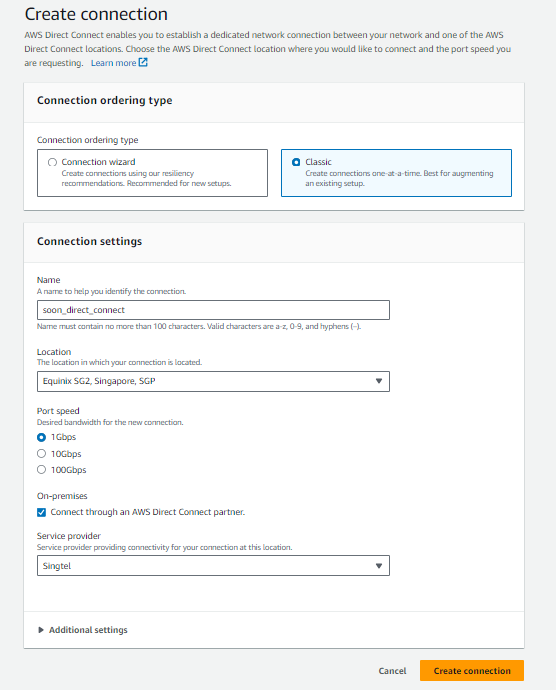 Create connection
AWS Direct Connect enables you to establish a dedicated network connection between your network and one of the AWS
Direct Connect locations. Choose the AWS Direct Connect location where you would like to connect and the port speed you
are requesting. Learn more
Connection ordering type
Connection ordering type
Connection wizard
Create connections using our resiliency
recommendations. Recommended for new setups.
Classic
Create connections one-at-a-time. Best for augmenting
an existing setup.
Connection settings
Name
A name to help you identify the connection.
soon_direct_connect
Name must contain no more than 100 characters. Valid characters are a-z, 0-9, and hyphens (-).
Location
The location in which your connection is located.
Equinix SG2, Singapore, SGP
Port speed
Desired bandwidth for the new connection.
1Gbps
10Gbps
100Gbps
On-premises
Connect through an AWS Direct Connect partner.
Service provider
Service provider providing connectivity for your connection at this location.
Singtel
Additional settings
Cancel
Create connection